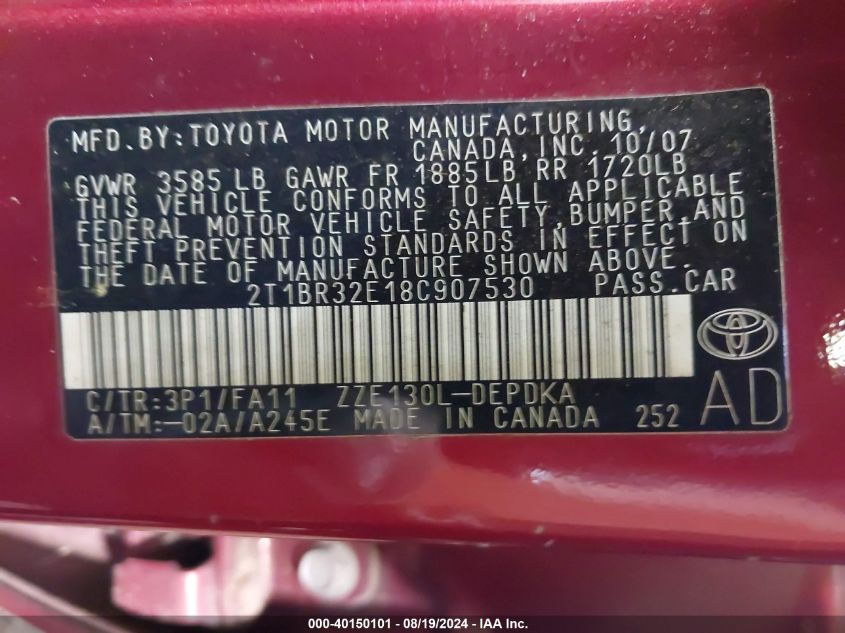 MFD.BY:TOYOTA MOTOR MANUFACTURING,
CANADA,INC. 10/07
GVWR 3585 LB GAWR FR 1885LB,RR 1720LB
THIS VEHICLE CONFORMS TO ALL APPLICABLE
FEDERAL MOTOR VEHICLE SAFETY,BUMPER,AND
THEFT PREVENTION STANDARDS IN EFFECT ON
THE DATE OF MANUFACTURE SHOWN ABOVE.
2T1BR32E18C907530 PASS.CAR
C/TR:3P1/FA11 ZZE130L-DEPDKA
A/TM:-02A/A245E MADE IN CANADA 252
AD
000-40150101 - 08/19/2024 - IAA Inc.